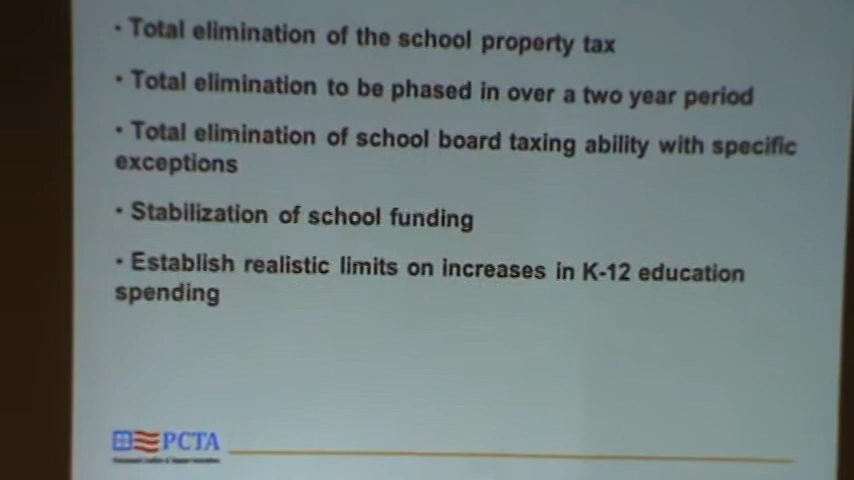 · Total elimination of the school property tax
· Total elimination to be phased in over a two year period
· Total elimination of school board taxing ability with specific
exceptions
· Stabilization of school funding
· Establish realistic limits on increases in K-12 education
spending
PCTA